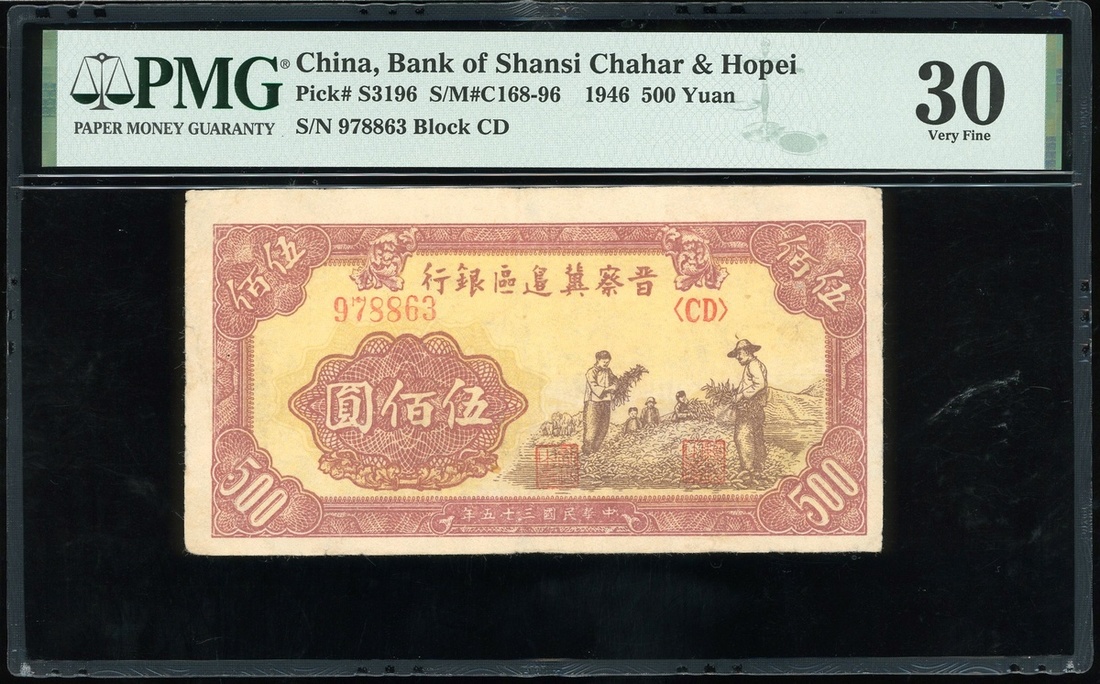 PMG®
PAPER MONEY GUARANTY
China, Bank of Shansi Chahar & Hopei
Pick# S3196 S/M#C168-96 1946 500 Yuan
S/N 978863 Block CD
30
Very Fine
伍佰
行銀區邉冀察晋
伍佰
978863
〈CD〉
圓佰伍
500
年五十三國民華中
500